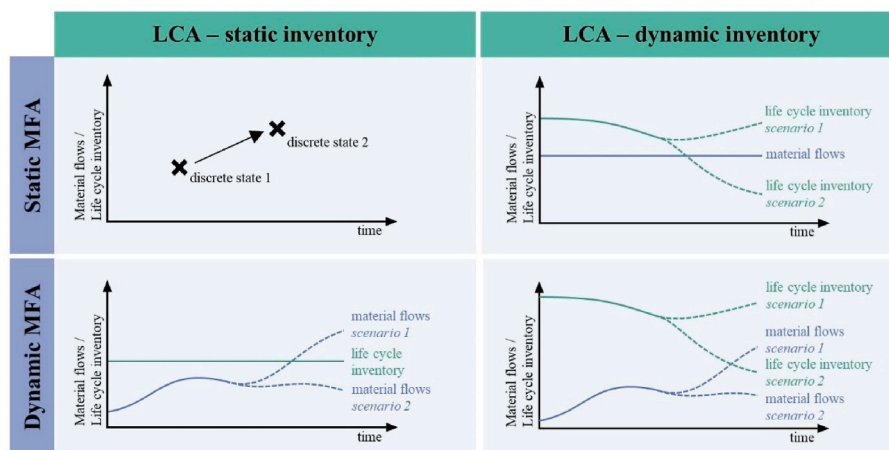 LCA – static inventory
LCA – dynamic inventory
Static MFA
Material flows /
Life cycle inventory
discrete state 1
discrete state 2
time
Material flows /
Life cycle inventory
life cycle inventory
scenario 1
material flows
life cycle inventory
scenario 2
time
Dynamic MFA
Material flows /
Life cycle inventory
material flows
scenario 1
life cycle
inventory
material flows
scenario 2
time
Material flows /
Life cycle inventory
life cycle inventory
scenario 1
material flows
scenario 1
life cycle inventory
scenario 2
material flows
scenario 2
time